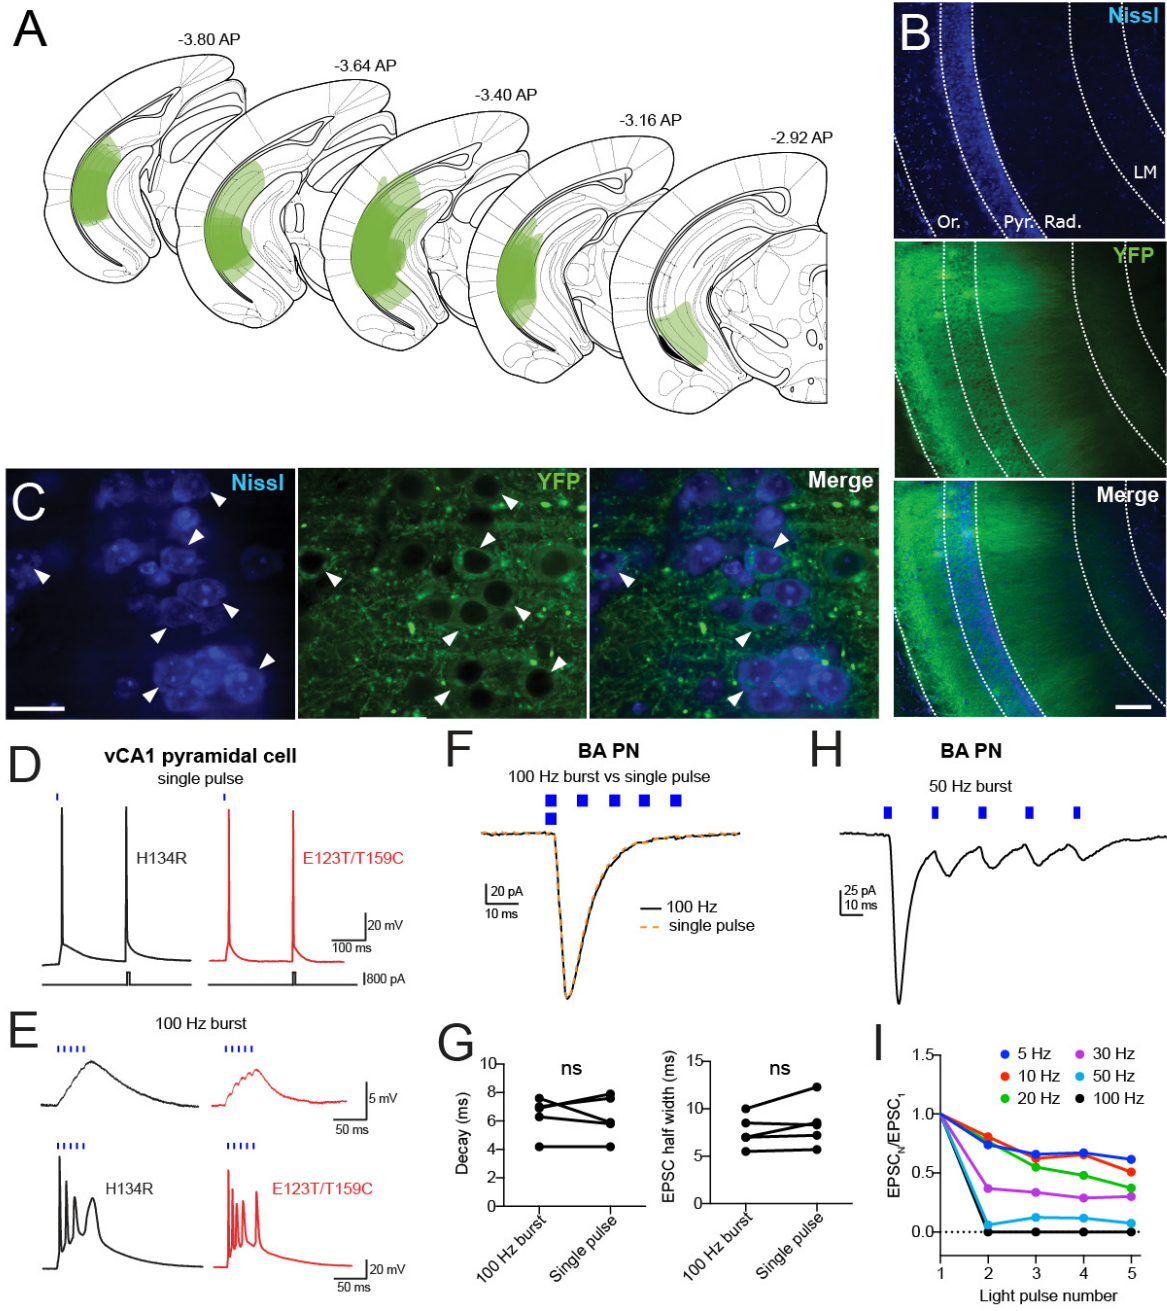 A
-3.80 AP
-3.64 AP
-3.40 AP
-3.16 AP
-2.92 AP
B
Nissl
LM
Or.
Pyr.
Rad.
YFP
Merge
C
Nissl
YFP
Merge
D
vCA1 pyramidal cell
single pulse
H134R
E123T/T159C
20 mV
100 ms
800 pA
E
100 Hz burst
5 mV
50 ms
H134R
E123T/T159C
20 mV
50 ms
F
BA PN
100 Hz burst vs single pulse
20 pA
10 ms
100 Hz
single pulse
G
Decay (ms)
10
8
6
4
2
0
ns
100 Hz burst
Single pulse
EPSC half width (ms)
15
10
5
0
ns
100 Hz burst
Single pulse
H
BA PN
50 Hz burst
25 pA
10 ms
I
EPSC_N/EPSC_1
1.5
1.0
0.5
0.0
5 Hz
10 Hz
20 Hz
30 Hz
50 Hz
100 Hz
1 2 3 4 5
Light pulse number